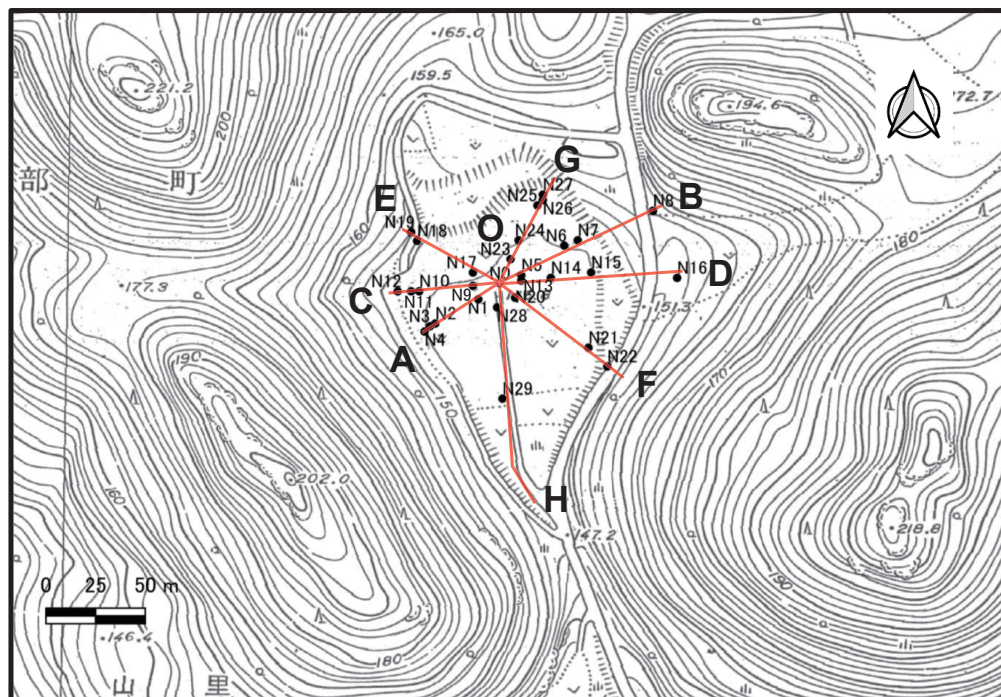 165.0
221.2
159.5
194.6
172.7
200
部 町
G
N27
N25
N26
E
N8
B
N19
N18
O
N24
N6
N7
160
N23
180
N17
N0
N5
N14
N15
N16
D
177.3
N12
N10
N13
C
N11
N9
N20
N1
N28
151.3
N3
N2
N4
A
N21
190
N22
F
170
150
N29
202.0
H
160
218.8
147.2
0 25 50 m
190
146.4
180
山 里